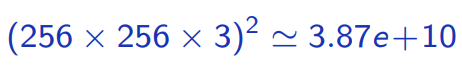 (256 × 256 × 3)² ≃ 3.87e+10